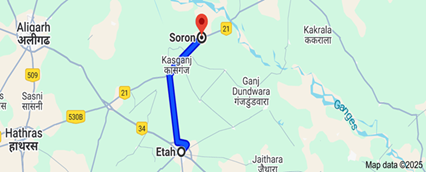 Aligarh
अलीगढ
Soron
21
Kakrala
ककराला
Kasganj
कासगंज
509
Sasni
सासनी
21
Ganj
Dundwara
गंजडुंडवारा
Ganges
530B
Hathras
हाथरस
34
Etah
Jaithara
जैथारा
Map data ©2025